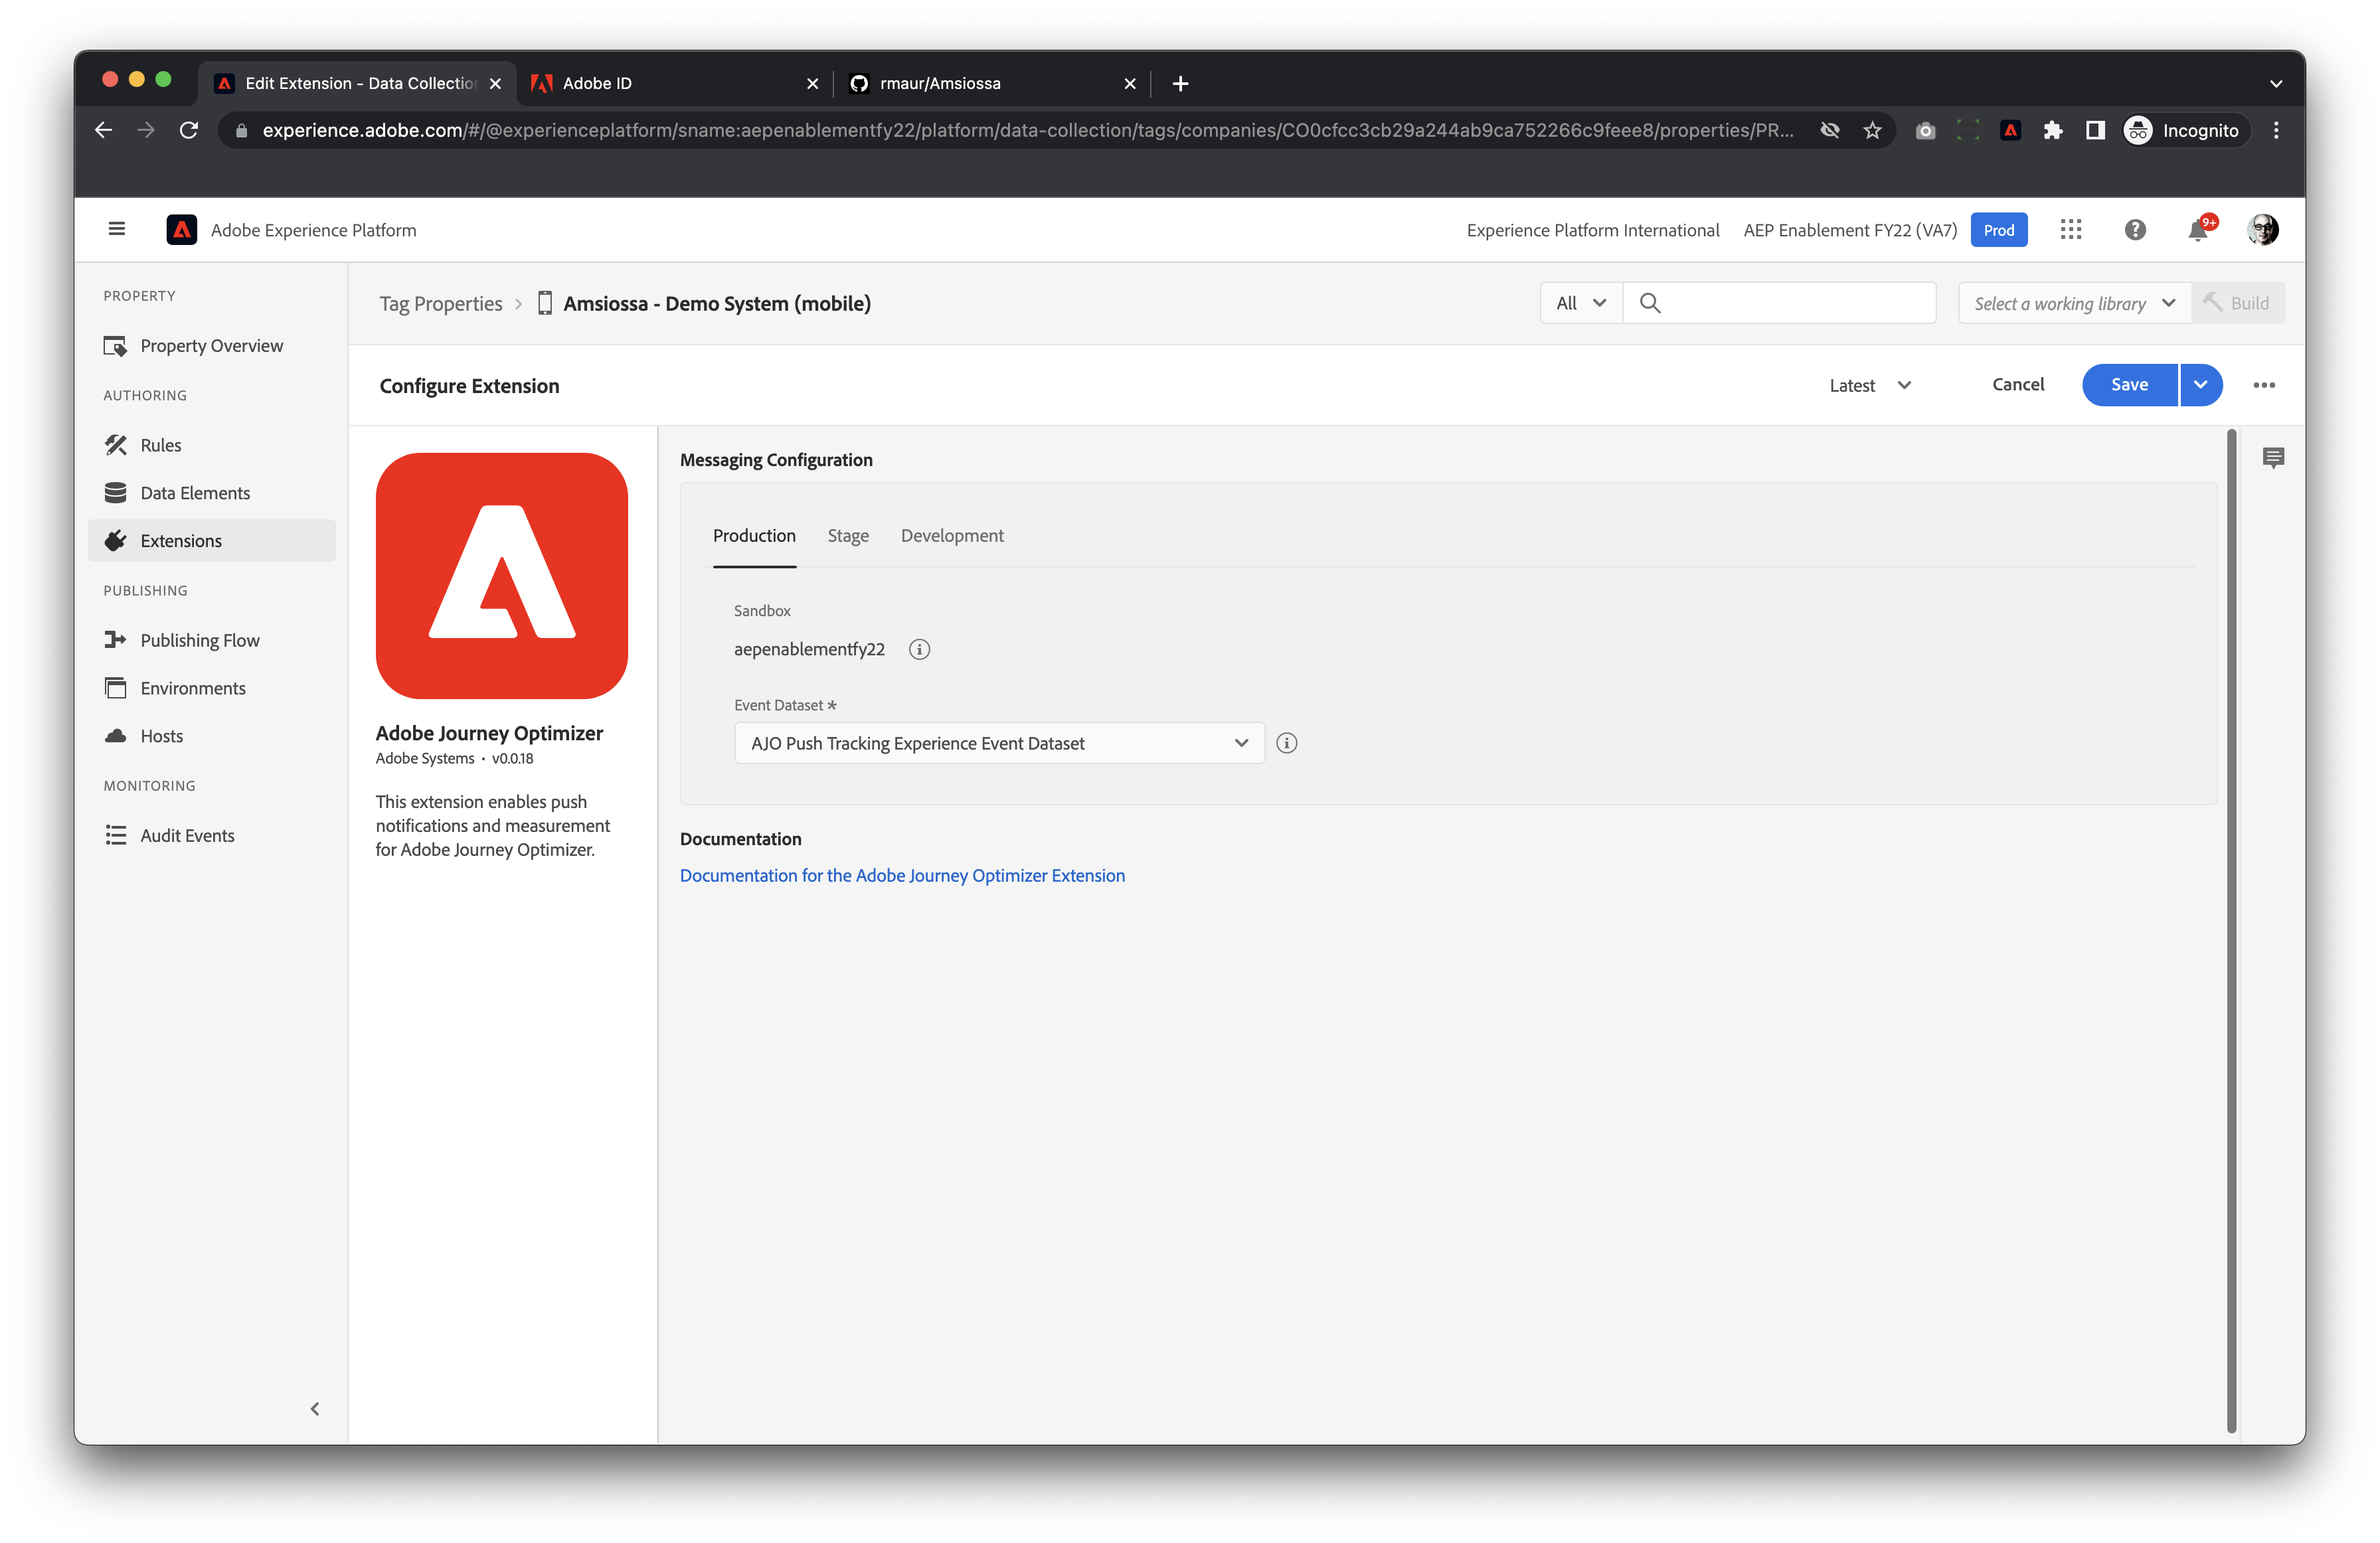 Edit Extension - Data Collectio
Adobe ID
rmaur/Amsiossa
experience.adobe.com/#/@experienceplatform/sname:aepenablementfy22/platform/data-collection/tags/companies/CO0cfcc3cb29a244ab9ca752266c9feee8/properties/PR...
Incognito
Adobe Experience Platform
Experience Platform International
AEP Enablement FY22 (VA7)
Prod
9+
PROPERTY
Property Overview
AUTHORING
Rules
Data Elements
Extensions
PUBLISHING
Publishing Flow
Environments
Hosts
MONITORING
Audit Events
Tag Properties > Amsiossa - Demo System (mobile)
All
Select a working library
Build
Configure Extension
Latest
Cancel
Save
Adobe Journey Optimizer
Adobe Systems • v0.0.18
This extension enables push
notifications and measurement
for Adobe Journey Optimizer.
Messaging Configuration
Production
Stage
Development
Sandbox
aepenablementfy22
Event Dataset *
AJO Push Tracking Experience Event Dataset
Documentation
Documentation for the Adobe Journey Optimizer Extension